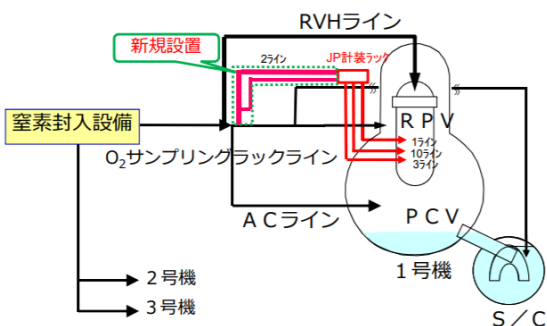 RVHライン
新規設置
2ライン
JP計装ラック
窒素封入設備
RPV
O₂サンプリングラックライン
1ライン
10ライン
3ライン
ACライン
PCV
1号機
2号機
3号機
S/C